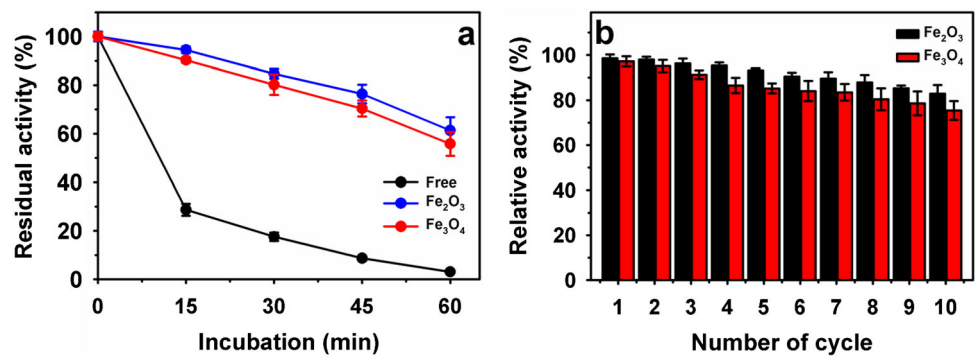 a
Residual activity (%)
100
80
60
40
20
0
0 15 30 45 60
Incubation (min)
Free
Fe₂O₃
Fe₃O₄
b
Relative activity (%)
100
80
60
40
20
0
1 2 3 4 5 6 7 8 9 10
Number of cycle
Fe₂O₃
Fe₃O₄